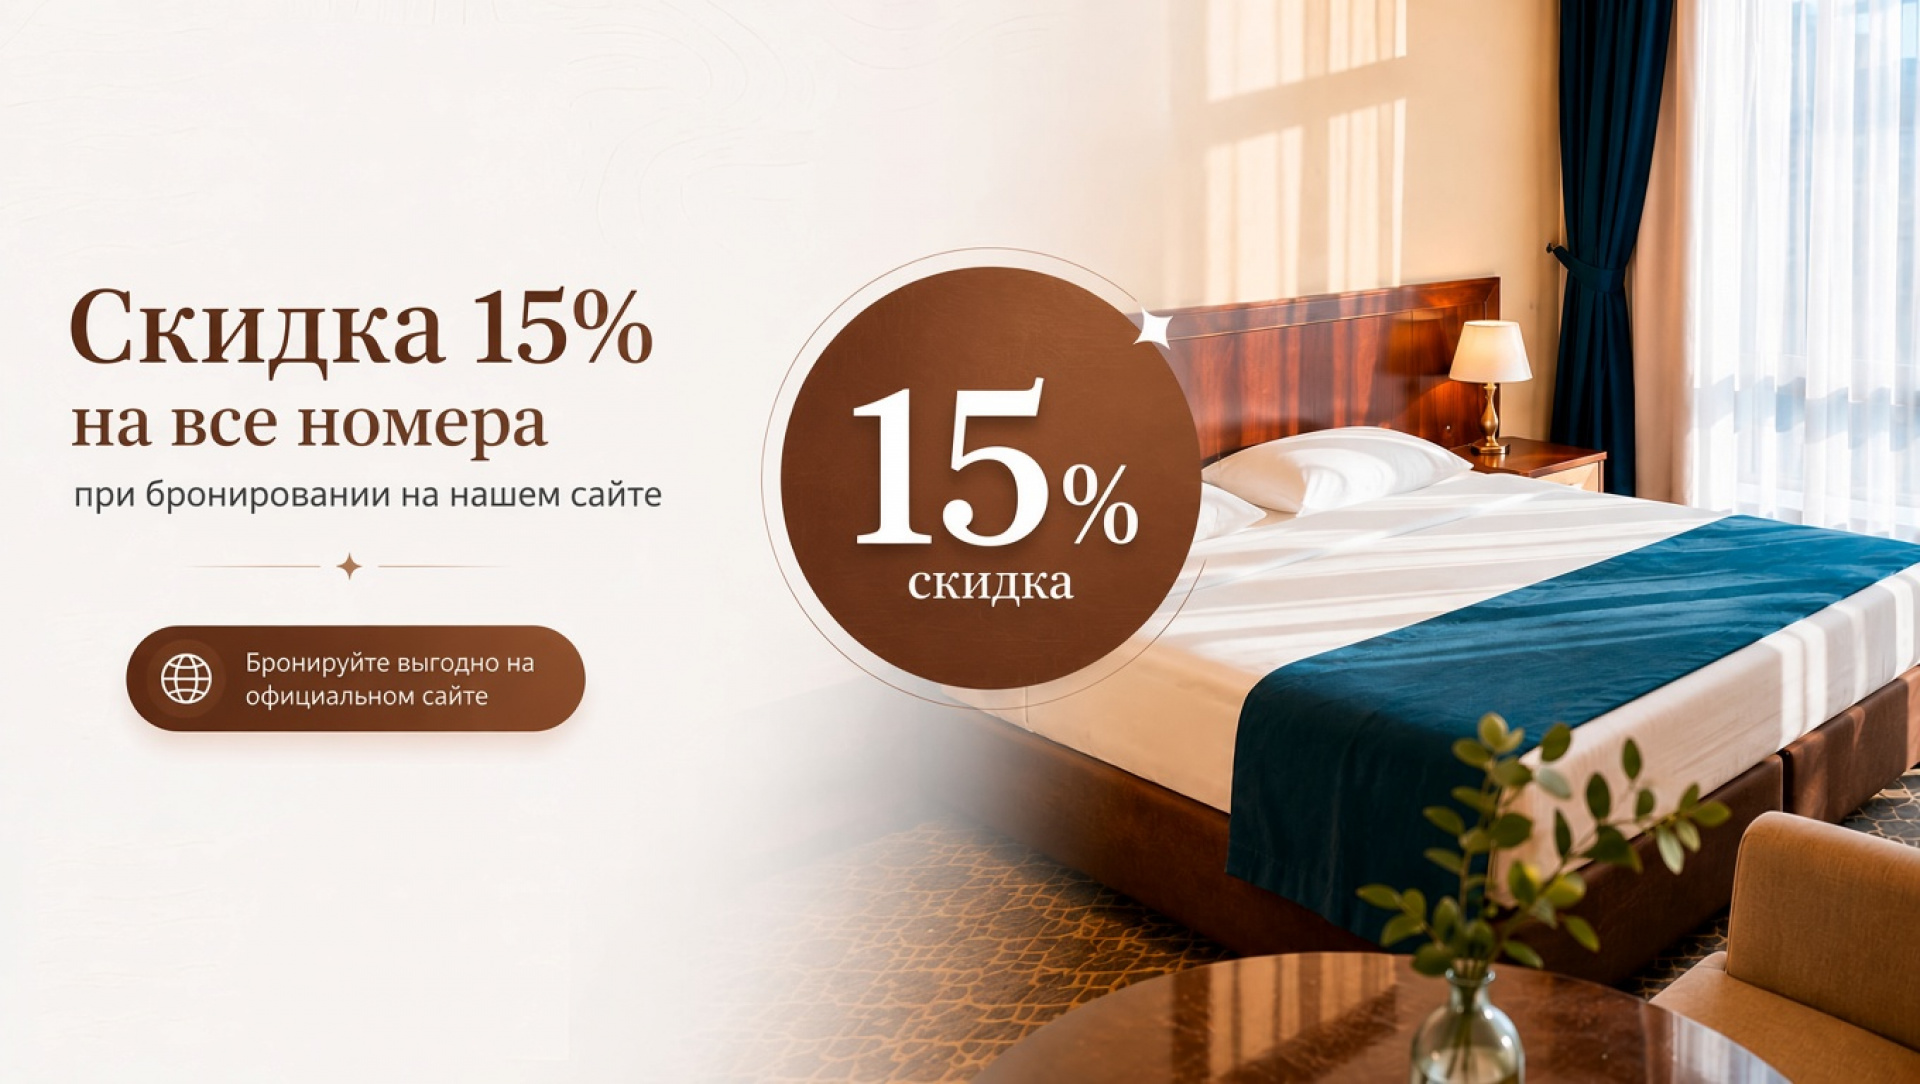 Скидка 15%
на все номера
при бронировании на нашем сайте
Бронируйте выгодно на
официальном сайте
15%
скидка